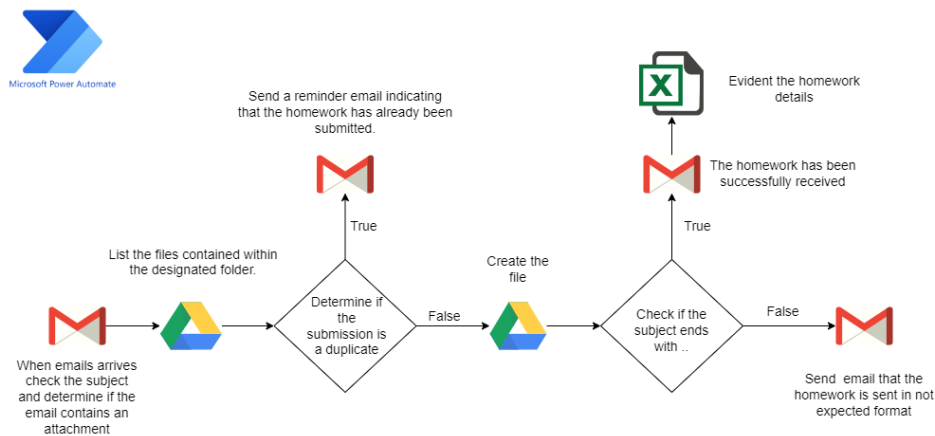 Microsoft Power Automate
Send a reminder email indicating
that the homework has already been
submitted.
Evident the homework
details
The homework has been
successfully received
True
True
List the files contained within
the designated folder.
Create the
file
Determine if
the
submission is
a duplicate
False
Check if the
subject ends
with ..
False
When emails arrives
check the subject
and determine if the
email contains an
attachment
Send email that the
homework is sent in not
expected format